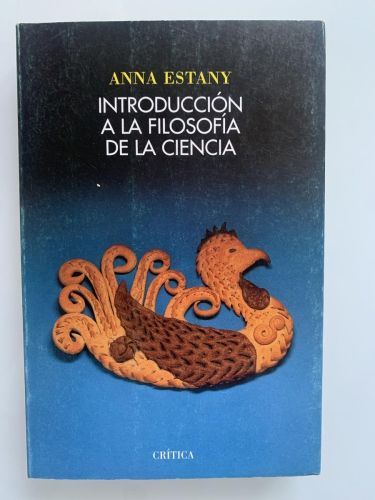 ANNA ESTANY
INTRODUCCIÓN
A LA FILOSOFÍA
DE LA CIENCIA
CRÍTICA